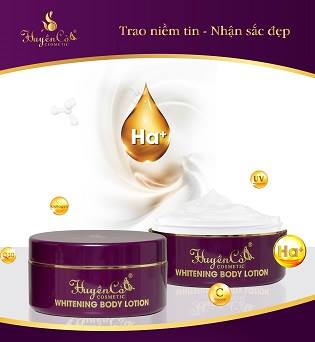 Huyền Cò
COSMETIC
Trao niềm tin - Nhận sắc đẹp
Ha+
UV
Q10
Ha+
C
Huyền Cò
COSMETIC
WHITENING BODY LOTION
Huyền Cò
COSMETIC
WHITENING BODY LOTION